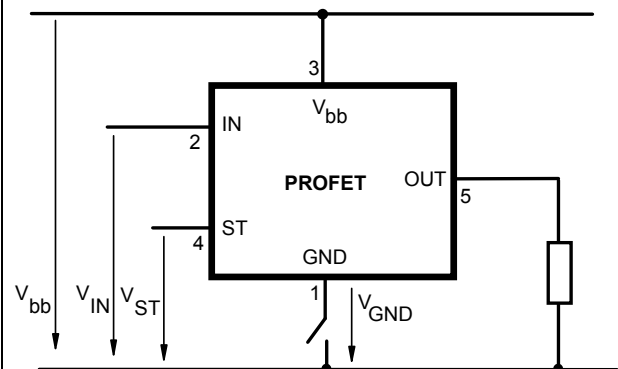 3
V_bb
IN
2
PROFET
OUT
5
ST
4
GND
1
V_bb
V_IN
V_ST
V_GND